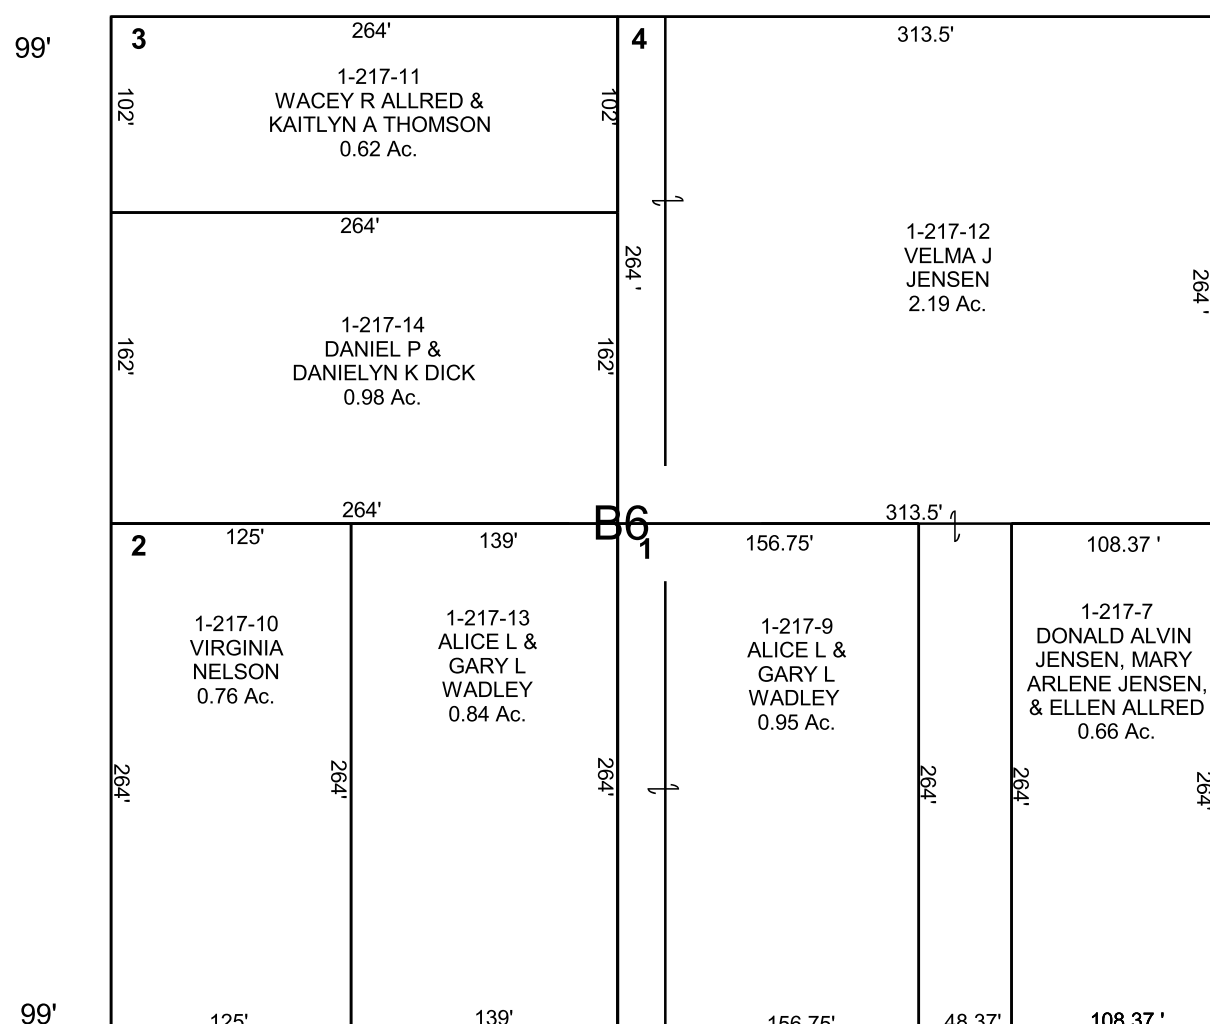 99'
3
264'
102'
1-217-11
WACEY R ALLRED &
KAITLYN A THOMSON
0.62 Ac.
102'
4
313.5'
264 '
1-217-12
VELMA J
JENSEN
2.19 Ac.
264 '
264'
162'
1-217-14
DANIEL P &
DANIELYN K DICK
0.98 Ac.
162'
264'
B6
313.5'
2
125'
1-217-10
VIRGINIA
NELSON
0.76 Ac.
264'
264'
125'
139'
1-217-13
ALICE L &
GARY L
WADLEY
0.84 Ac.
264'
139'
1
156.75'
1-217-9
ALICE L &
GARY L
WADLEY
0.95 Ac.
264'
156.75'
48.37'
108.37 '
1-217-7
DONALD ALVIN
JENSEN, MARY
ARLENE JENSEN,
& ELLEN ALLRED
0.66 Ac.
264'
264'
108.37 '
99'